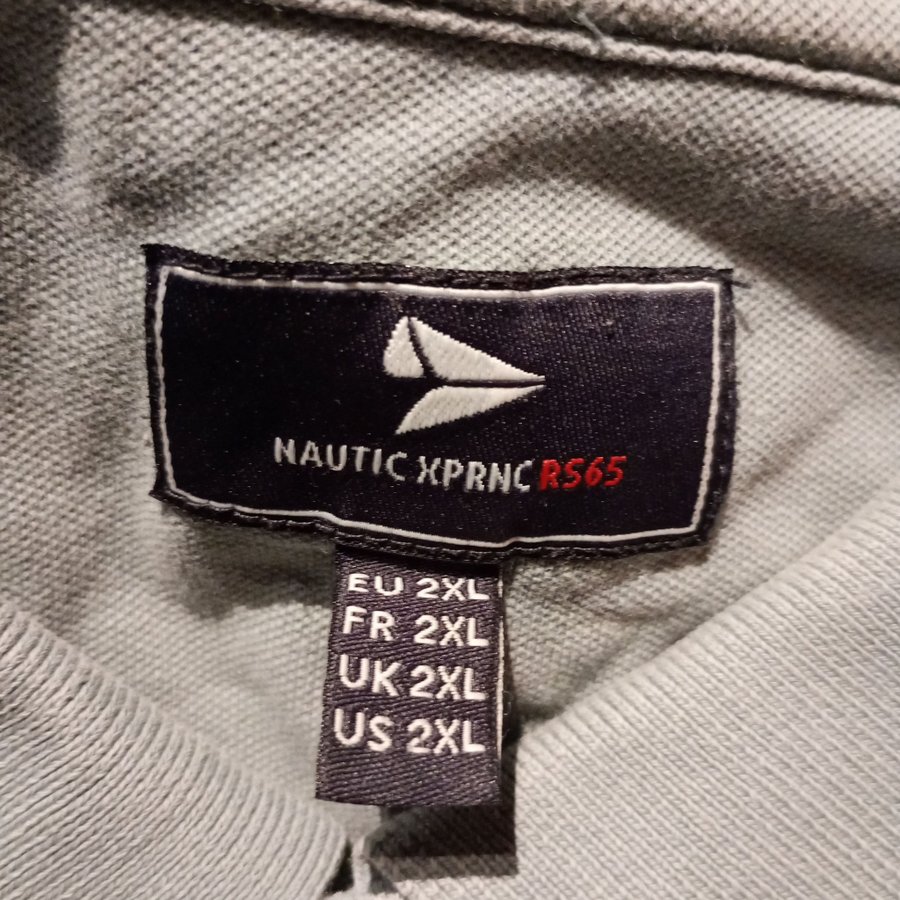 NAUTIC XPRNC RS65
EU 2XL
FR 2XL
UK 2XL
US 2XL